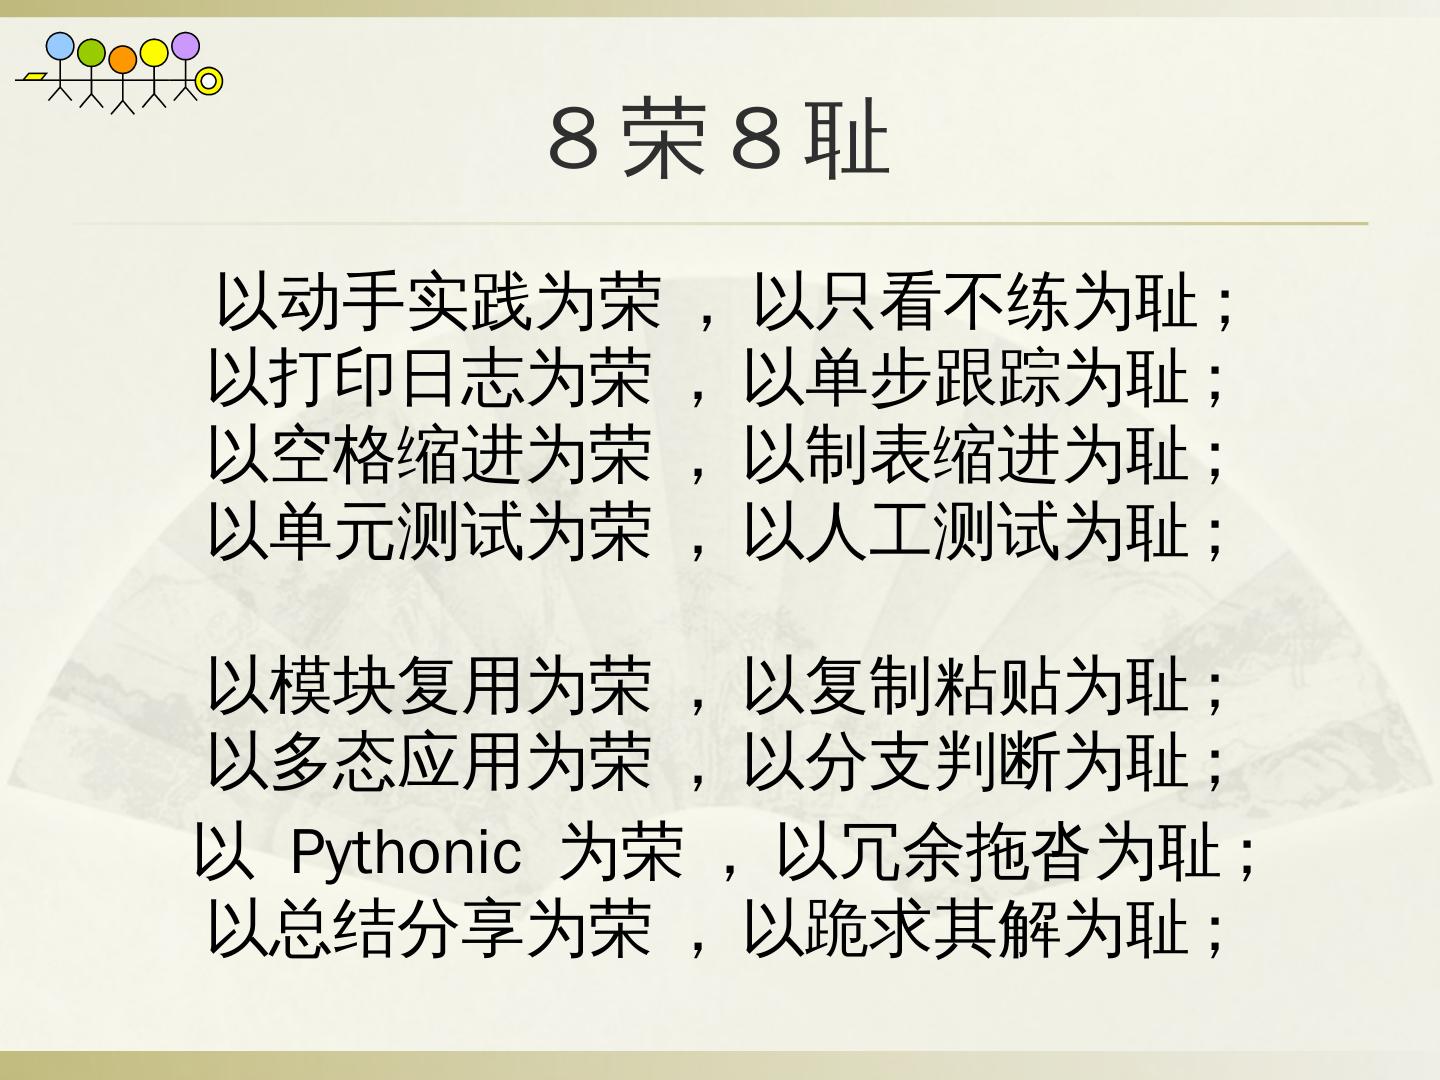 8荣8耻
以动手实践为荣 ，以只看不练为耻；
以打印日志为荣 ，以单步跟踪为耻；
以空格缩进为荣 ，以制表缩进为耻；
以单元测试为荣 ，以人工测试为耻；
以模块复用为荣 ，以复制粘贴为耻；
以多态应用为荣 ，以分支判断为耻；
以 Pythonic 为荣 ，以冗余拖沓为耻；
以总结分享为荣 ，以跪求其解为耻；